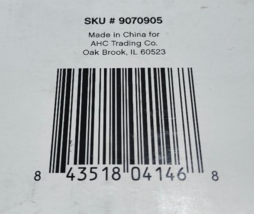 SKU # 9070905
Made in China for
AHC Trading Co.
Oak Brook, IL 60523
8 43518 04146 8